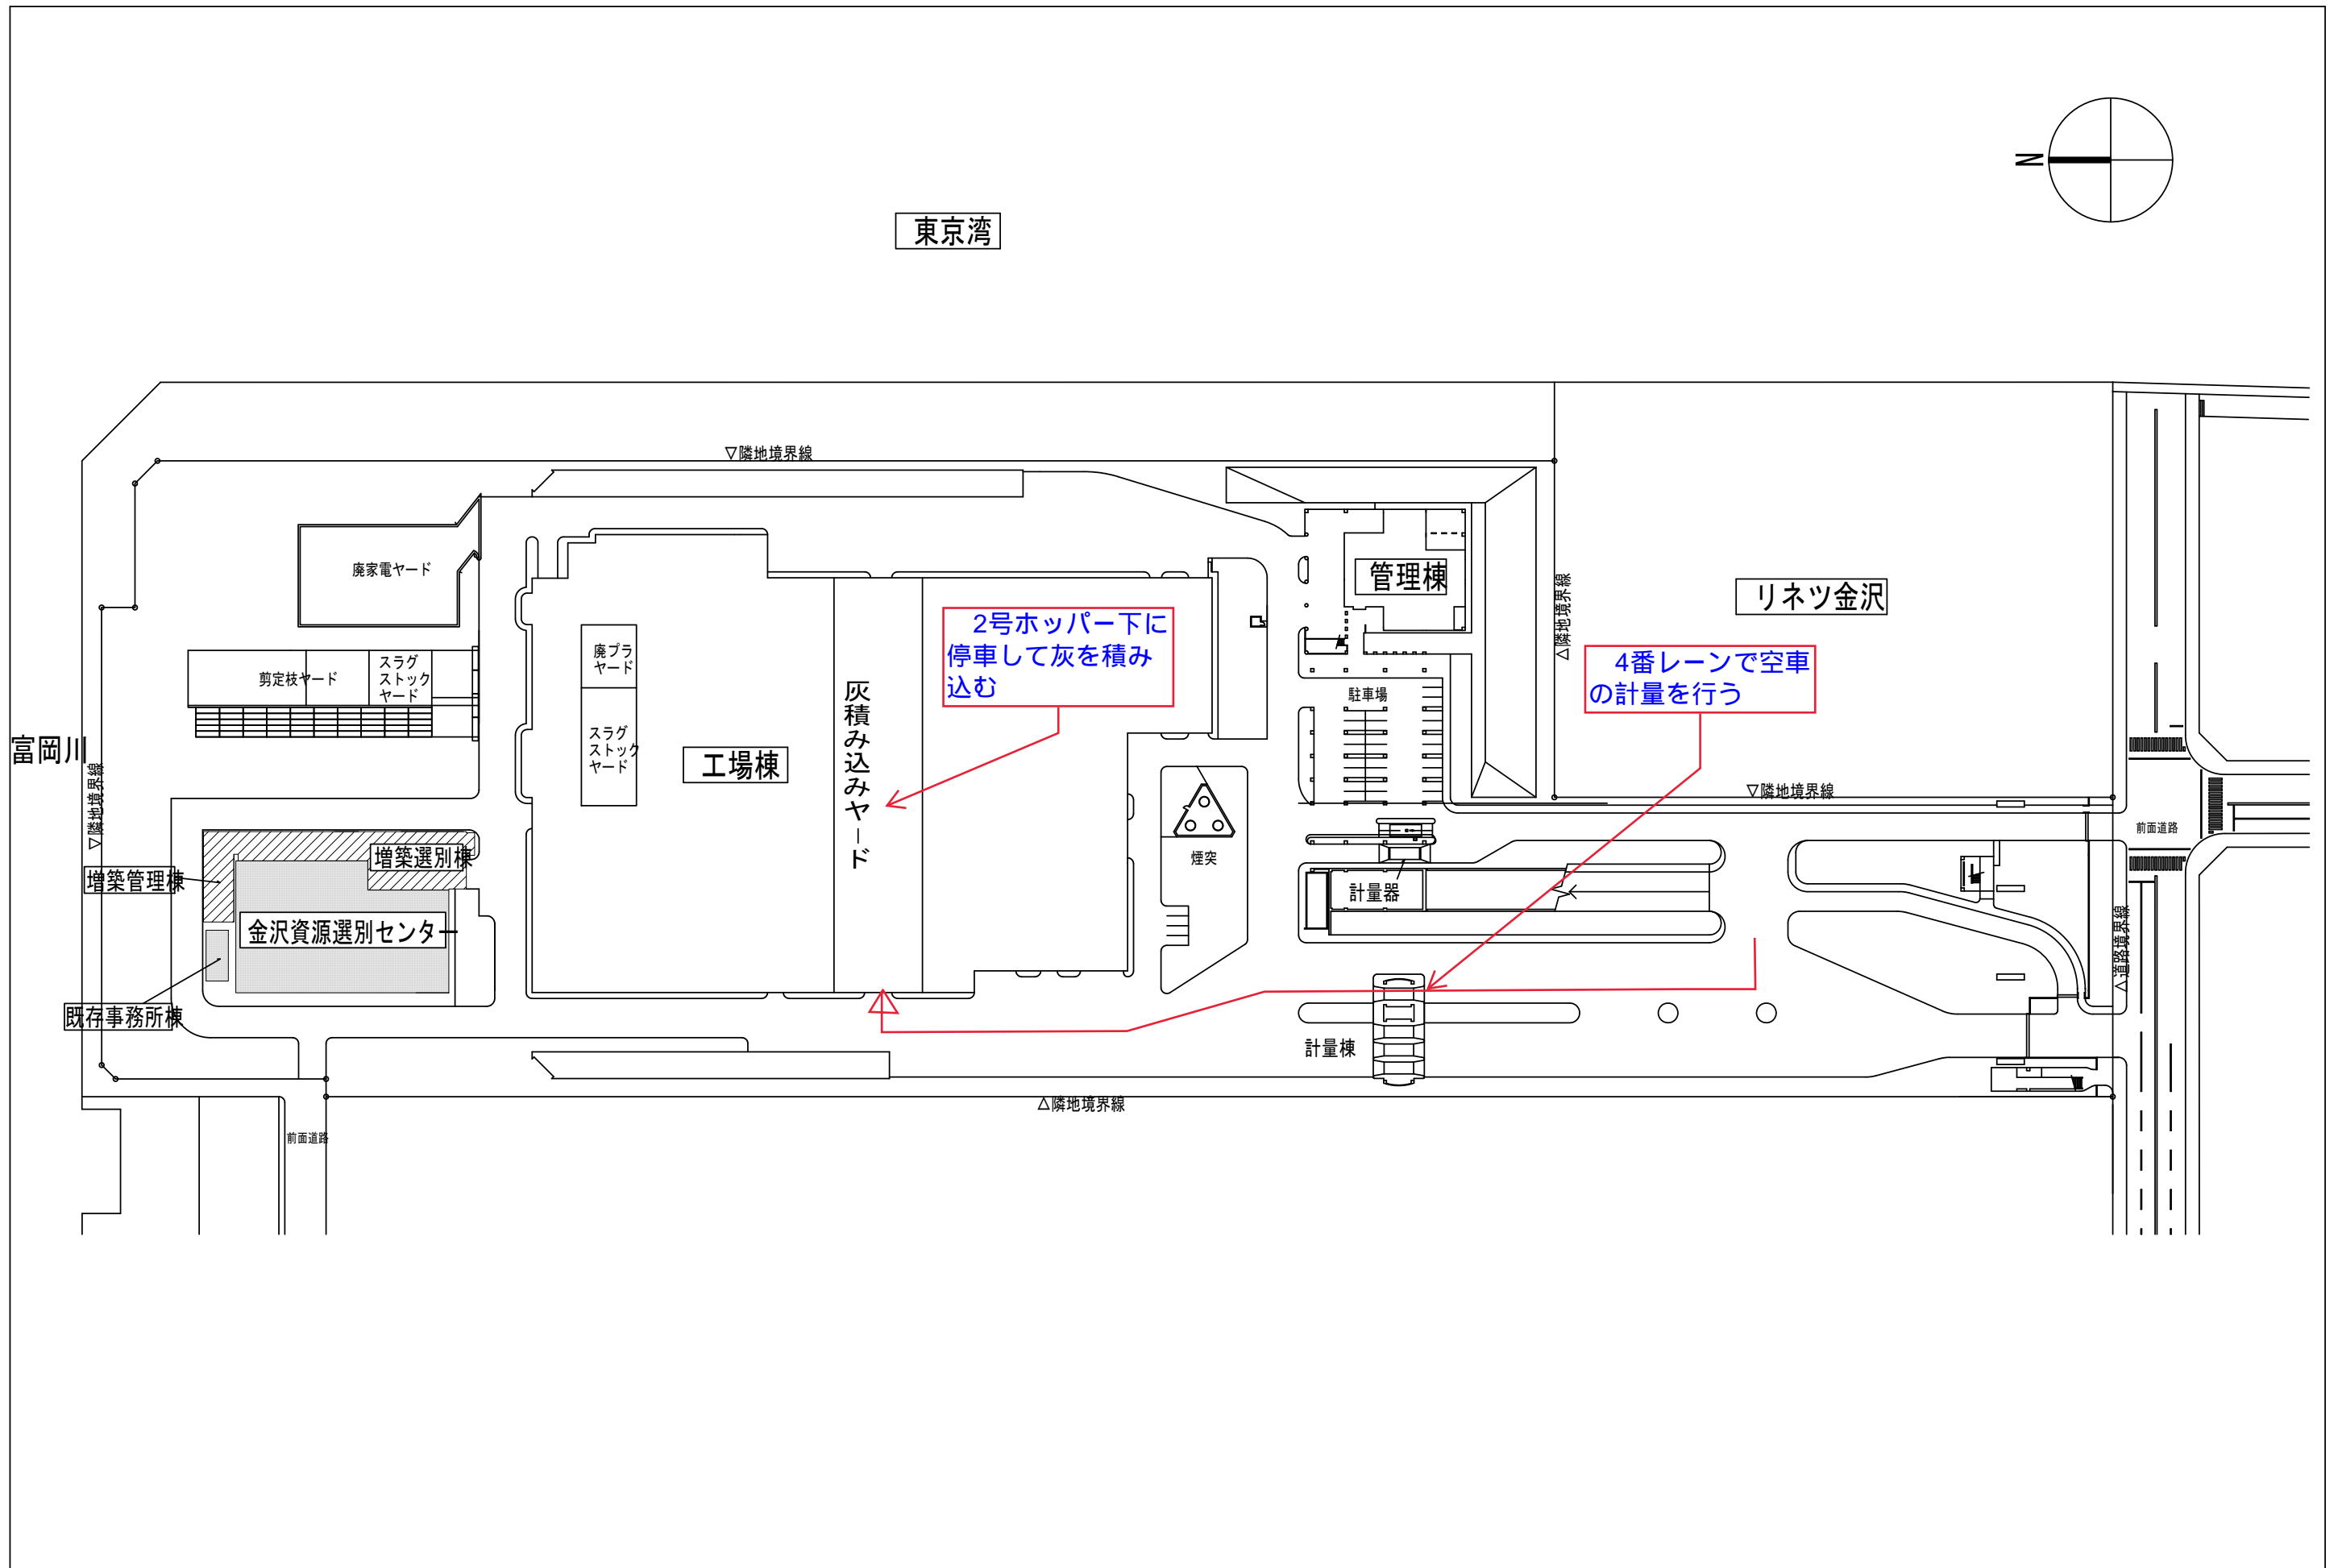 N
東京湾
▽隣地境界線
廃家電ヤード
管理棟
△隣地境界線
リネツ金沢
2号ホッパー下に
停車して灰を積み
込む
4番レーンで空車
の計量を行う
廃プラ
ヤード
剪定枝ヤード
スラグ
ストック
ヤード
灰積み込みヤード
駐車場
富岡川
▽隣地境界線
スラグ
ストック
ヤード
工場棟
▽隣地境界線
前面道路
増築選別棟
煙突
増築管理棟
計量器
金沢資源選別センター
△道路境界線
既存事務所棟
計量棟
△隣地境界線
前面道路